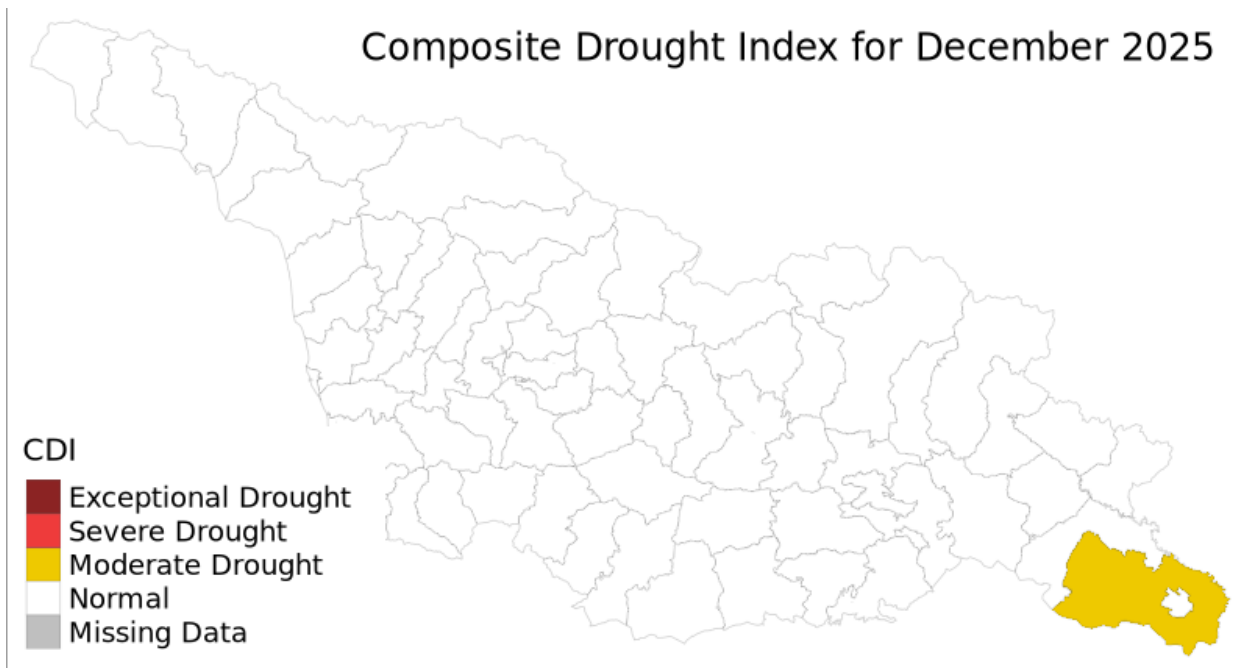 Composite Drought Index for December 2025
CDI
Exceptional Drought
Severe Drought
Moderate Drought
Normal
Missing Data